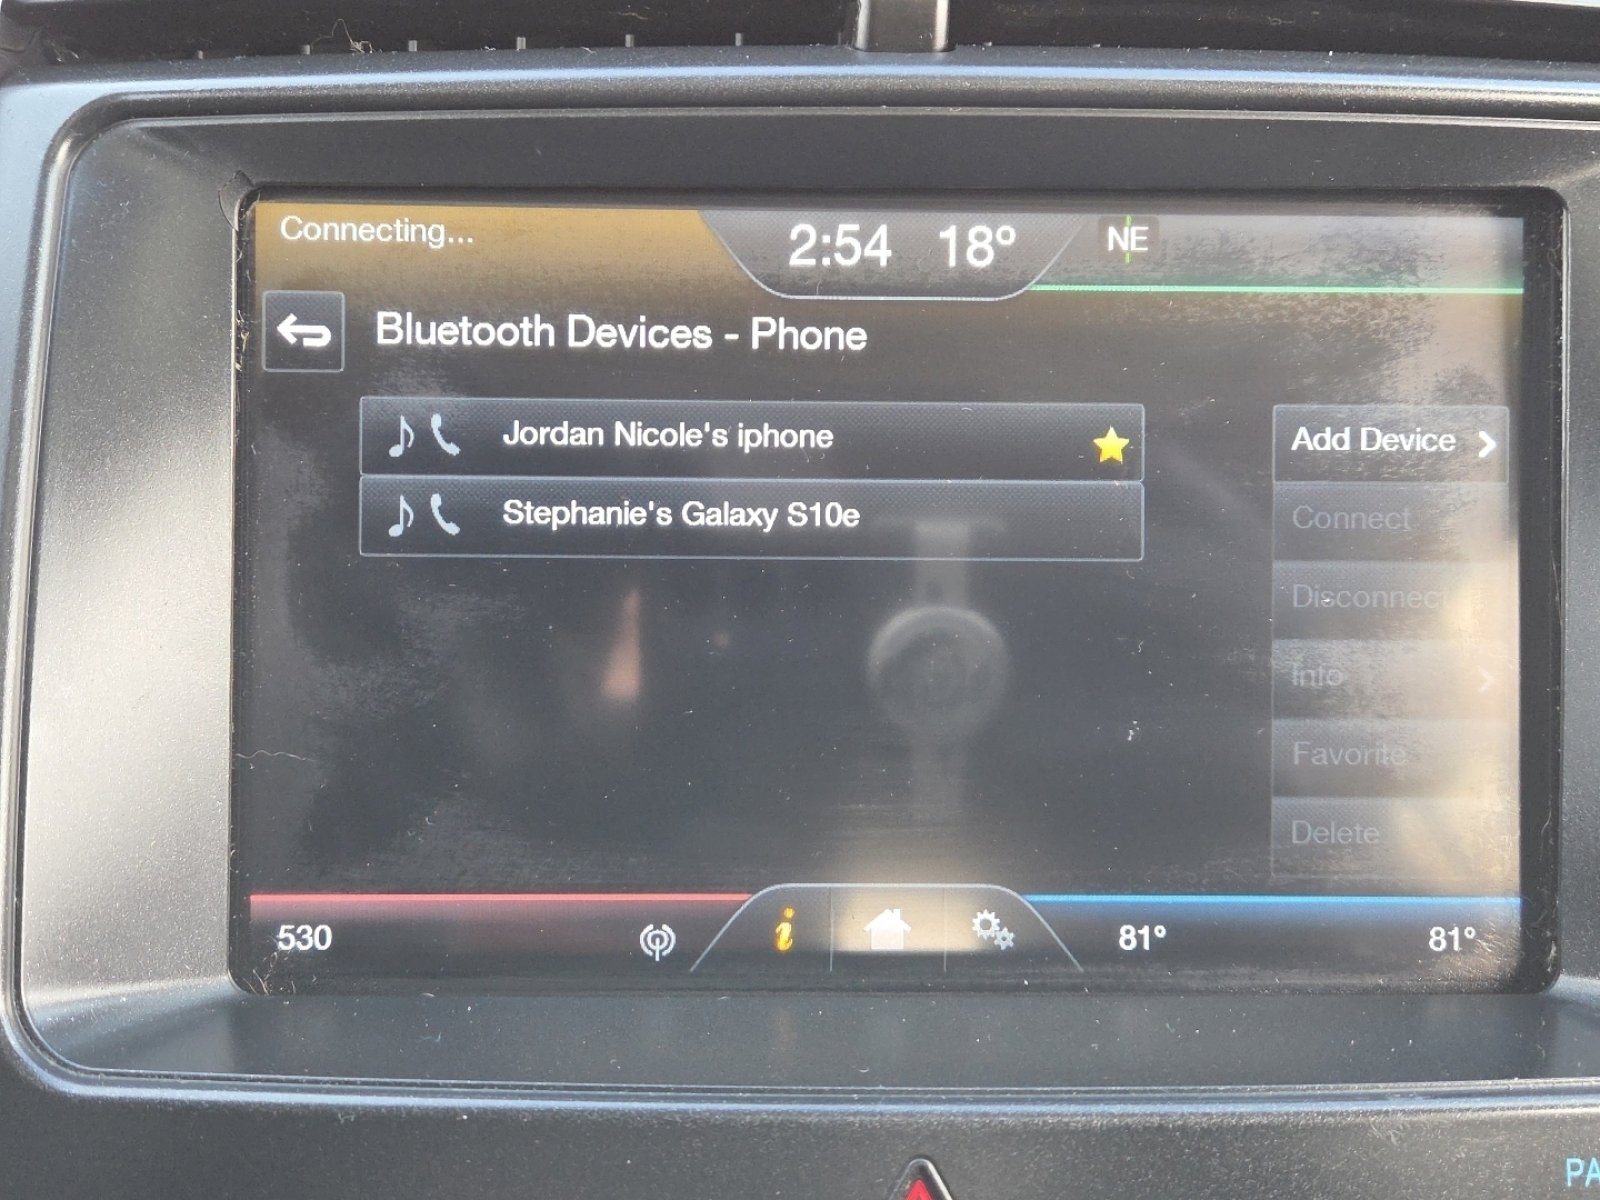 Connecting...
2:54 18° NE
Bluetooth Devices - Phone
Jordan Nicole's iphone
Add Device
Stephanie's Galaxy S10e
Connect
Disconnect
Info
Favorite
Delete
530
81° 81°
PA